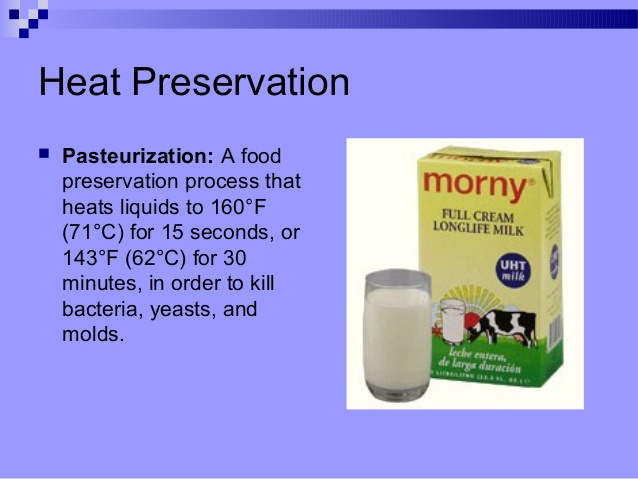 Heat Preservation
Pasteurization: A food
preservation process that
heats liquids to 160°F
(71°C) for 15 seconds, or
143°F (62°C) for 30
minutes, in order to kill
bacteria, yeasts, and
molds.
morny®
FULL CREAM
LONGLIFE MILK
UHT
milk
leche entera,
de larga duración